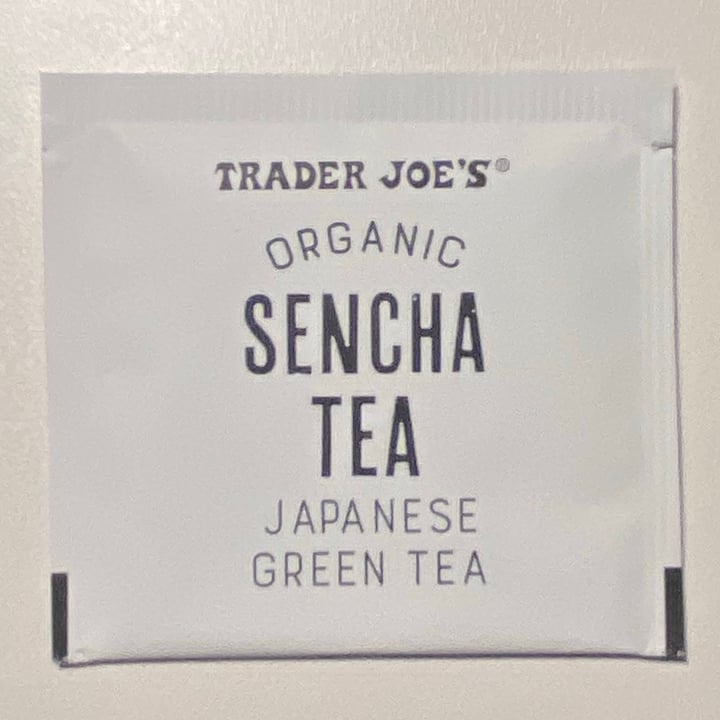 TRADER JOE'S®
ORGANIC
SENCHA
TEA
JAPANESE
GREEN TEA